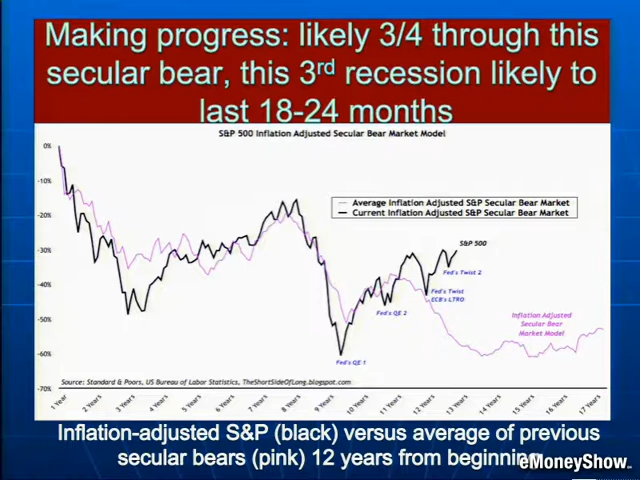 Making progress: likely 3/4 through this
secular bear, this 3rd recession likely to
last 18-24 months
S&P 500 Inflation Adjusted Secular Bear Market Model
0%
-10%
-20%
-30%
-40%
-50%
-60%
-70%
Average Inflation Adjusted S&P Secular Bear Market
Current Inflation Adjusted S&P Secular Bear Market
S&P 500
Fed's Twist 2
Fed's Twist
CCB's LTRO
Fed's QE 2
Fed's QE 1
Inflation Adjusted
Secular Bear
Market Model
Source: Standard & Poors, US Bureau of Labor Statistics, TheShortSideOfLong.blogspot.com
1 Year
2 Years
3 Years
4 Years
5 Years
6 Years
7 Years
8 Years
9 Years
10 Years
11 Years
12 Years
13 Years
14 Years
15 Years
16 Years
17 Years
Inflation-adjusted S&P (black) versus average of previous
secular bears (pink) 12 years from beginning
eMoneyShow